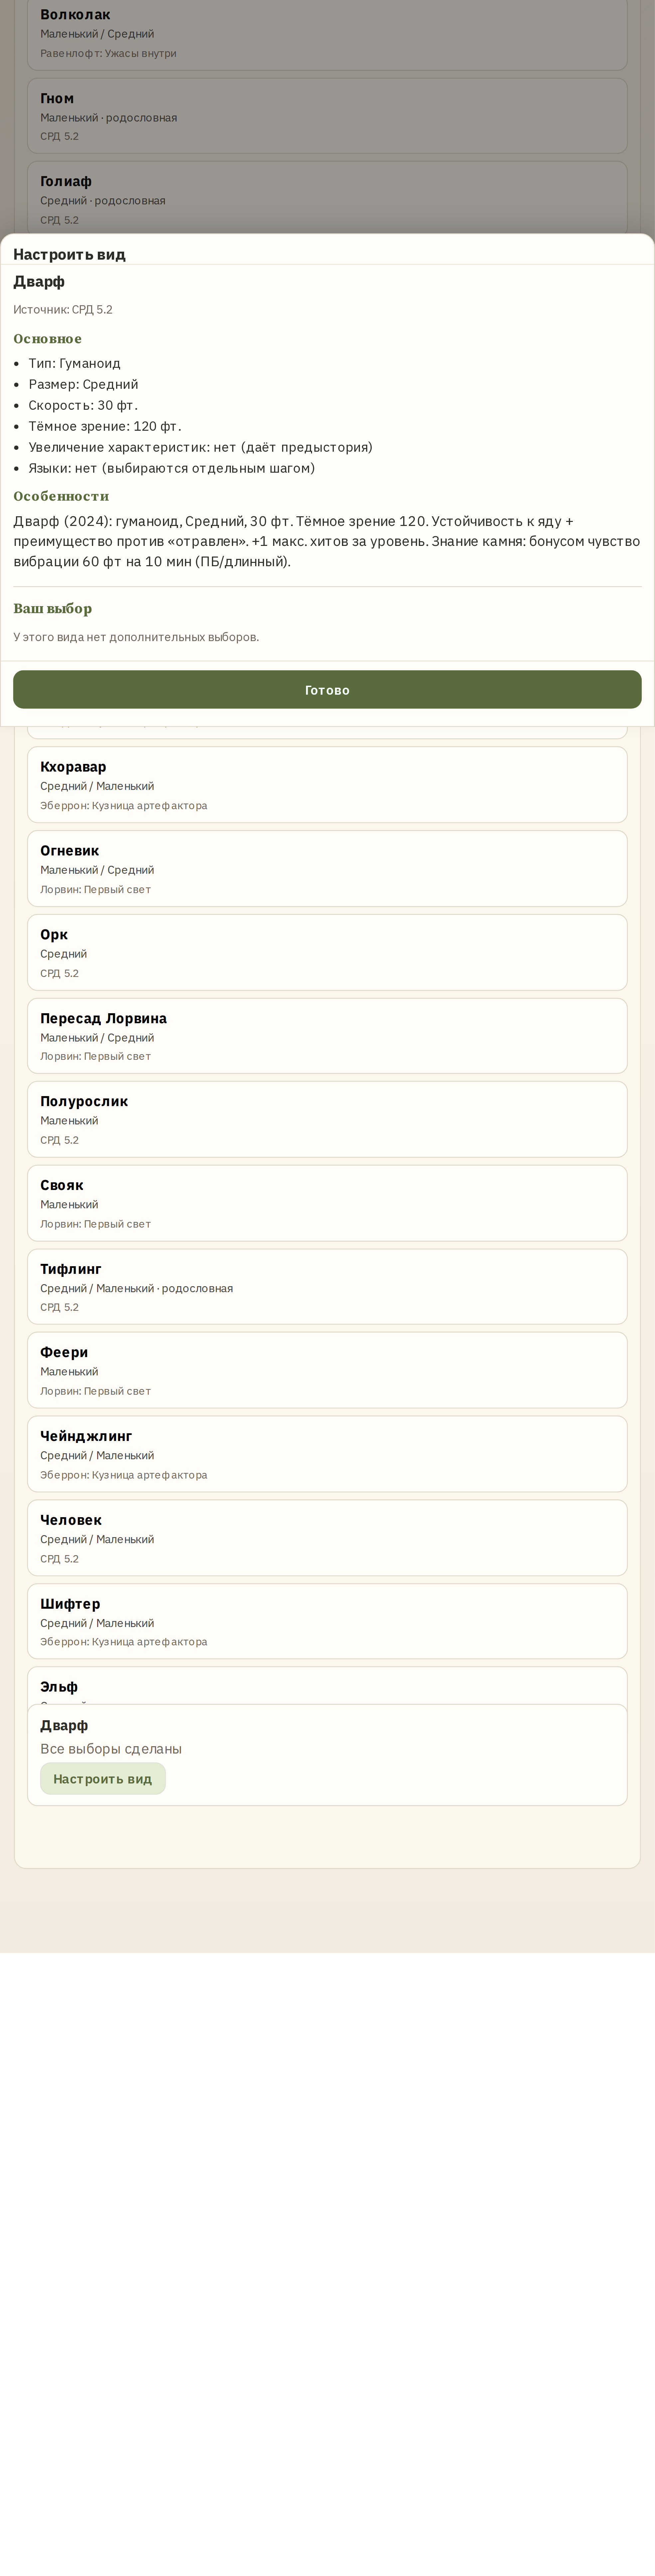 Волколак
Маленький / Средний
Равенлофт: Ужасы внутри
Гном
Маленький · родословная
СРД 5.2
Голиаф
Средний · родословная
СРД 5.2
Настроить вид
Дварф
Источник: СРД 5.2
Основное
• Тип: Гуманоид
• Размер: Средний
• Скорость: 30 фт.
• Тёмное зрение: 120 фт.
• Увеличение характеристик: нет (даёт предыстория)
• Языки: нет (выбираются отдельным шагом)
Особенности
Дварф (2024): гуманоид, Средний, 30 фт. Тёмное зрение 120. Устойчивость к яду +
преимущество против «отравлен». +1 макс. хитов за уровень. Знание камня: бонусом чувство
вибрации 60 фт на 10 мин (ПБ/длинный).
Ваш выбор
У этого вида нет дополнительных выборов.
Готово
Кхоравар
Средний / Маленький
Эберрон: Кузница артефактора
Огневик
Маленький / Средний
Лорвин: Первый свет
Орк
Средний
СРД 5.2
Пересад Лорвина
Маленький / Средний
Лорвин: Первый свет
Полурослик
Маленький
СРД 5.2
Свояк
Маленький
Лорвин: Первый свет
Тифлинг
Средний / Маленький · родословная
СРД 5.2
Феери
Маленький
Лорвин: Первый свет
Чейнджлинг
Средний / Маленький
Эберрон: Кузница артефактора
Человек
Средний / Маленький
СРД 5.2
Шифтер
Средний / Маленький
Эберрон: Кузница артефактора
Эльф
Дварф
Все выборы сделаны
Настроить вид